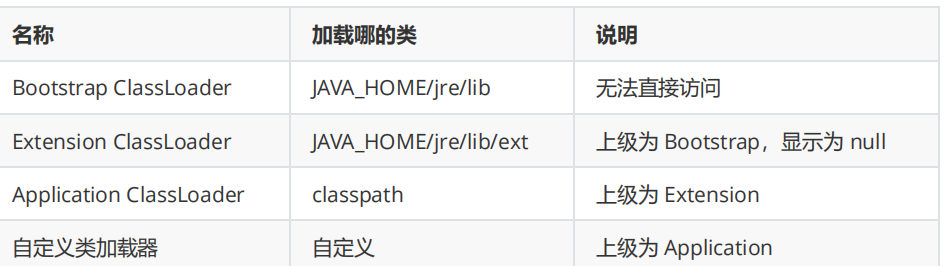 名称 加载哪的类 说明
Bootstrap ClassLoader JAVA_HOME/jre/lib 无法直接访问
Extension ClassLoader JAVA_HOME/jre/lib/ext 上级为 Bootstrap，显示为 null
Application ClassLoader classpath 上级为 Extension
自定义类加载器 自定义 上级为 Application